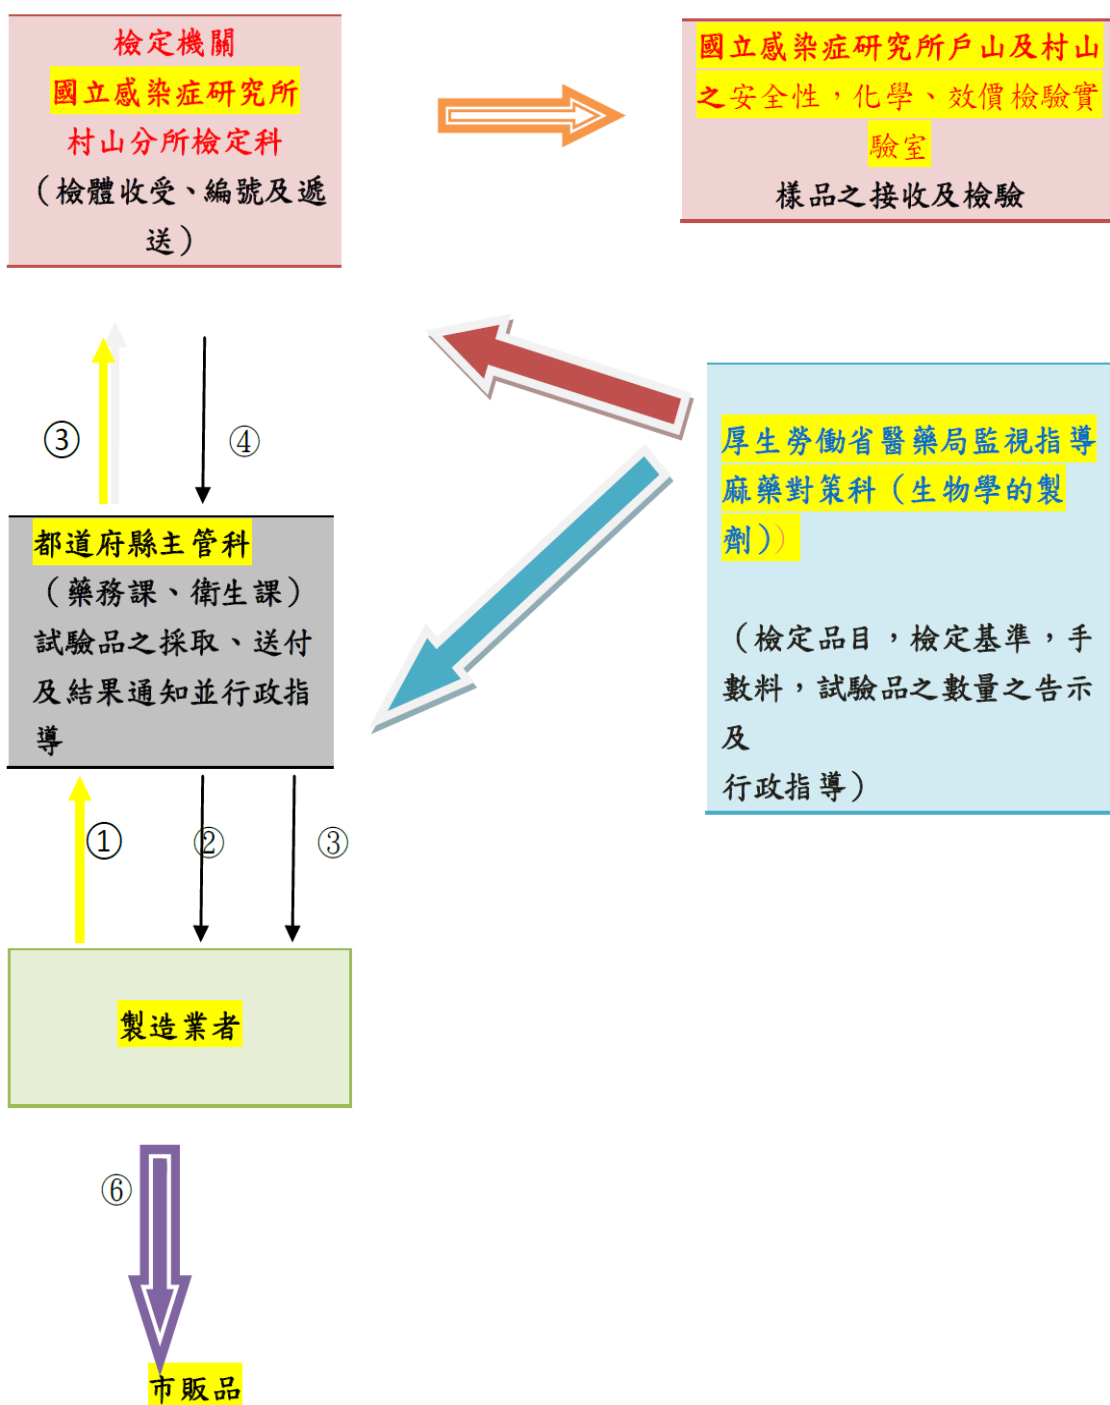 檢定機關
國立感染症研究所
村山分所檢定科
（檢體收受、編號及遞
送）
國立感染症研究所戶山及村山
之安全性，化學、效價檢驗實
驗室
樣品之接收及檢驗
③
④
厚生勞働省醫藥局監視指導
麻藥對策科（生物學的製
劑））
（檢定品目，檢定基準，手
數料，試驗品之數量之告示
及
行政指導）
都道府縣主管科
（藥務課、衛生課）
試驗品之採取、送付
及結果通知並行政指
導
①
②
③
製造業者
⑥
市販品